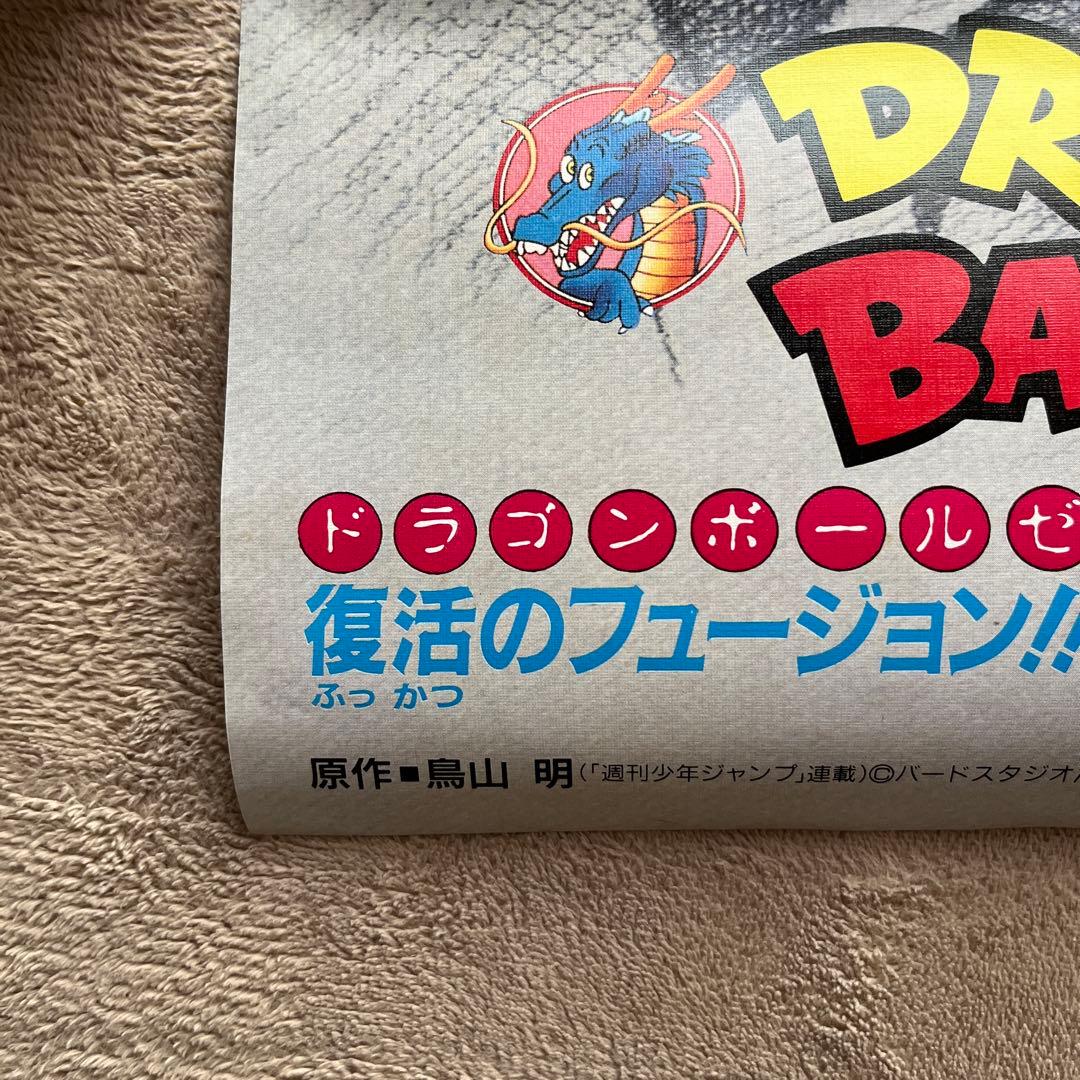 DR
BA
ドラゴンボールゼ
復活のフュージョン!!
ふっかつ
原作■鳥山 明(「週刊少年ジャンプ」連載)©バードスタジオ/